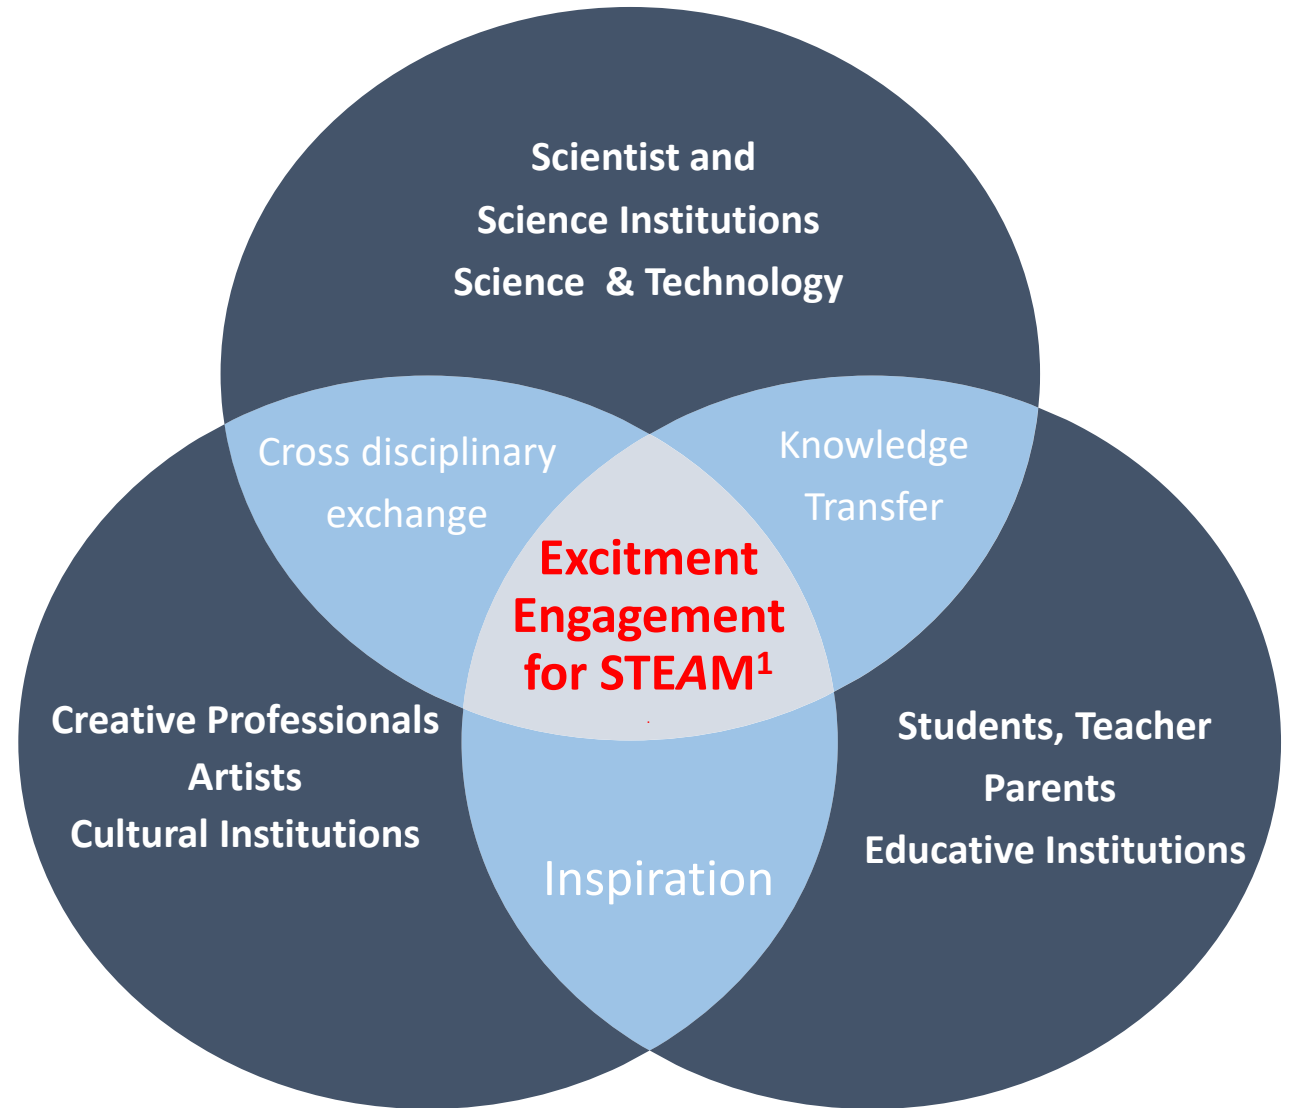 Scientist and
Science Institutions
Science & Technology
Cross disciplinary
exchange
Knowledge
Transfer
Excitment
Engagement
for STEAM¹
.
Creative Professionals
Artists
Cultural Institutions
Students, Teacher
Parents
Educative Institutions
Inspiration